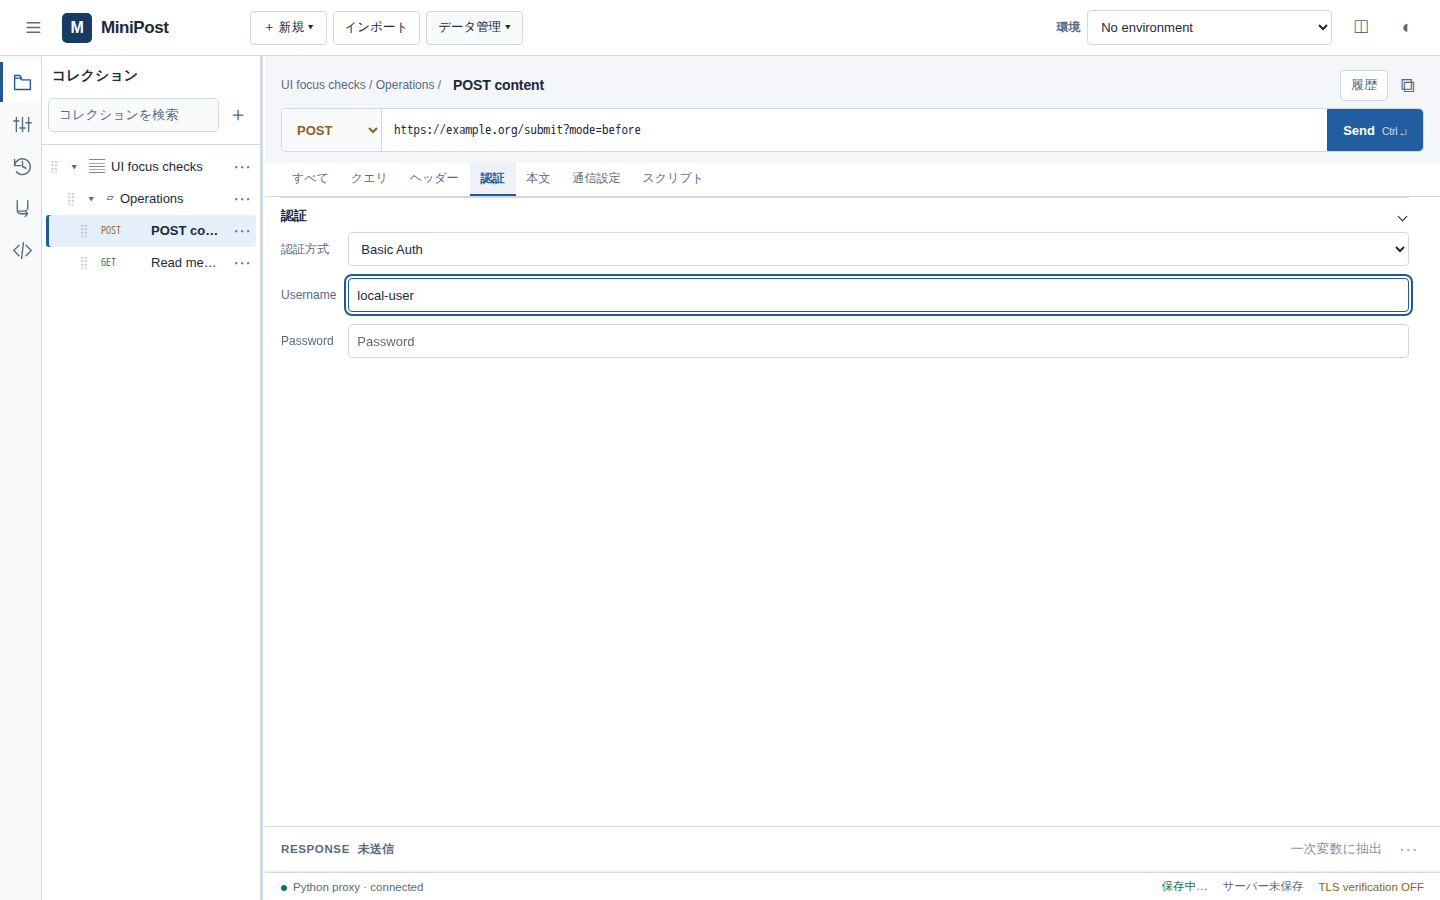 M MiniPost
＋ 新規 ▾
インポート
データ管理 ▾
環境
No environment
コレクション
コレクションを検索
UI focus checks
Operations
POST POST co…
GET Read me…
UI focus checks / Operations / POST content
履歴
POST https://example.org/submit?mode=before
Send Ctrl ⏎
すべて クエリ ヘッダー 認証 本文 通信設定 スクリプト
認証
認証方式 Basic Auth
Username local-user
Password Password
RESPONSE 未送信
一次変数に抽出
Python proxy · connected
保存中… サーバー未保存 TLS verification OFF